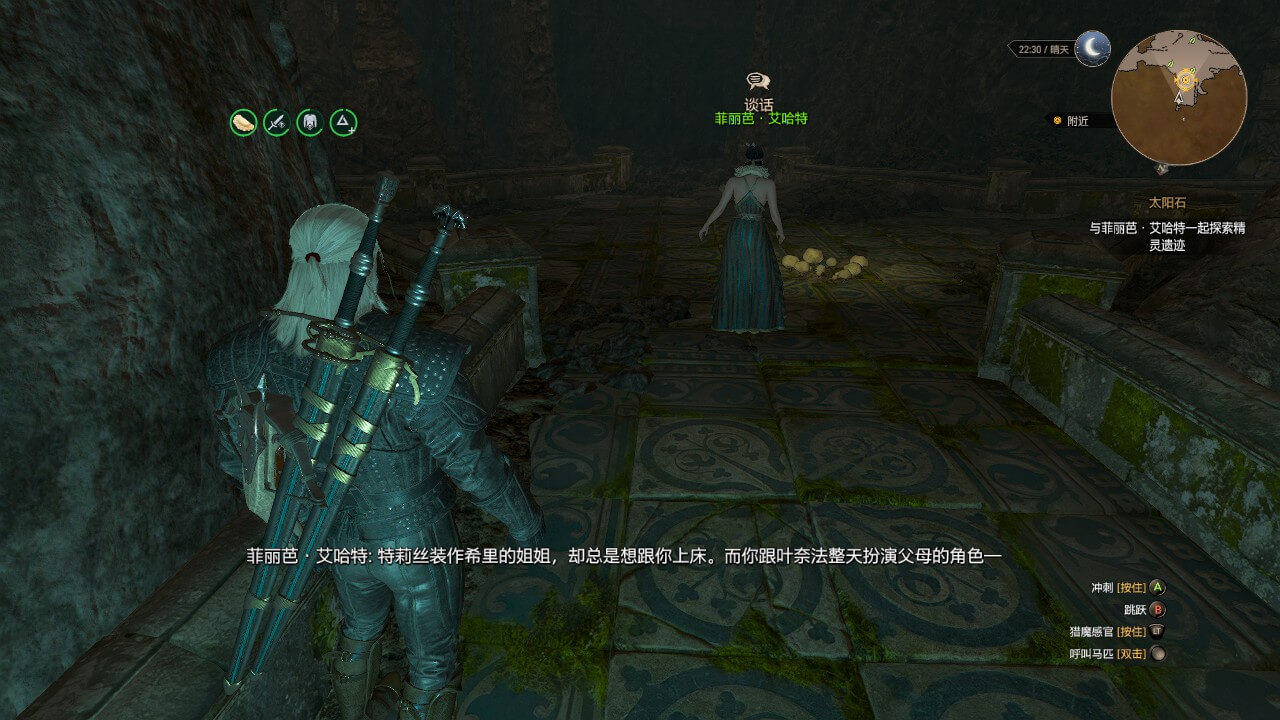 22:30 / 晴天
谈话
菲丽芭 · 艾哈特
附近
太阳石
与菲丽芭 · 艾哈特一起探索精
灵遗迹
菲丽芭 · 艾哈特: 特莉丝装作希里的姐姐，却总是想跟你上床。而你跟叶奈法整天扮演父母的角色—
冲刺 [按住] A
跳跃 B
猎魔感官 [按住] LT
呼叫马匹 [双击]